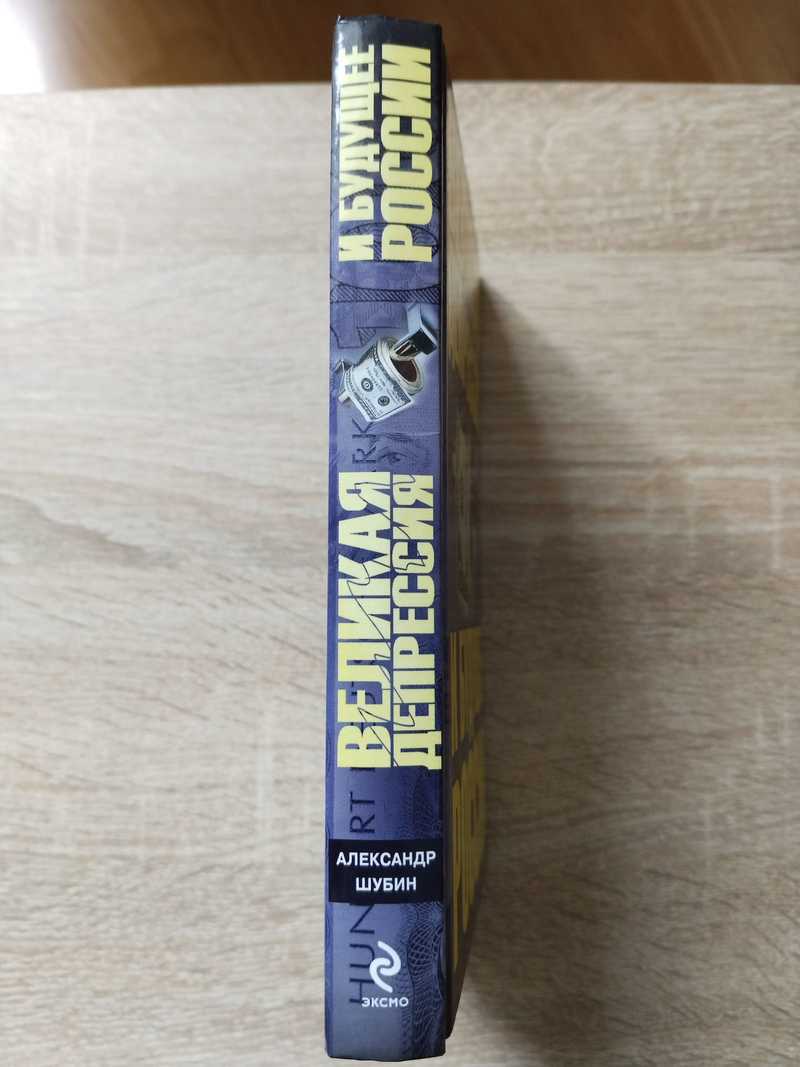 ВЕЛИКАЯ
ДЕПРЕССИЯ
И БУДУЩЕЕ
РОССИИ
АЛЕКСАНДР
ШУБИН
ЭКСМО